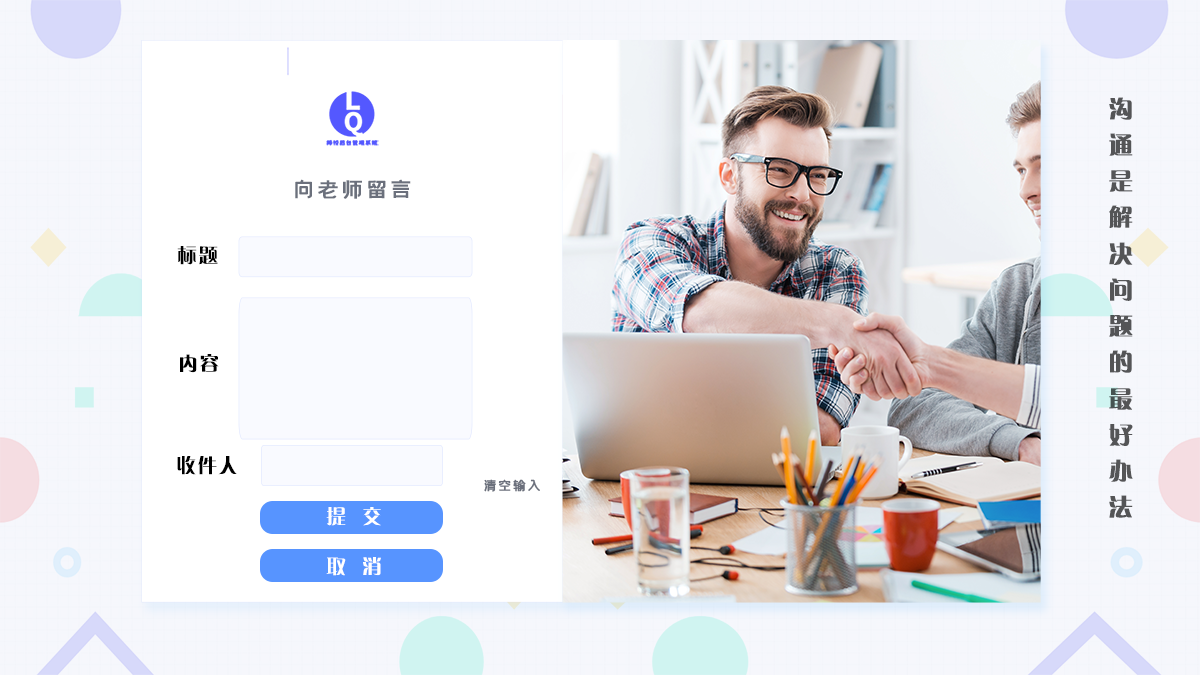 LQ
向老师留言
标题
内容
收件人
清空输入
提 交
取 消
沟通是解决问题的最好办法